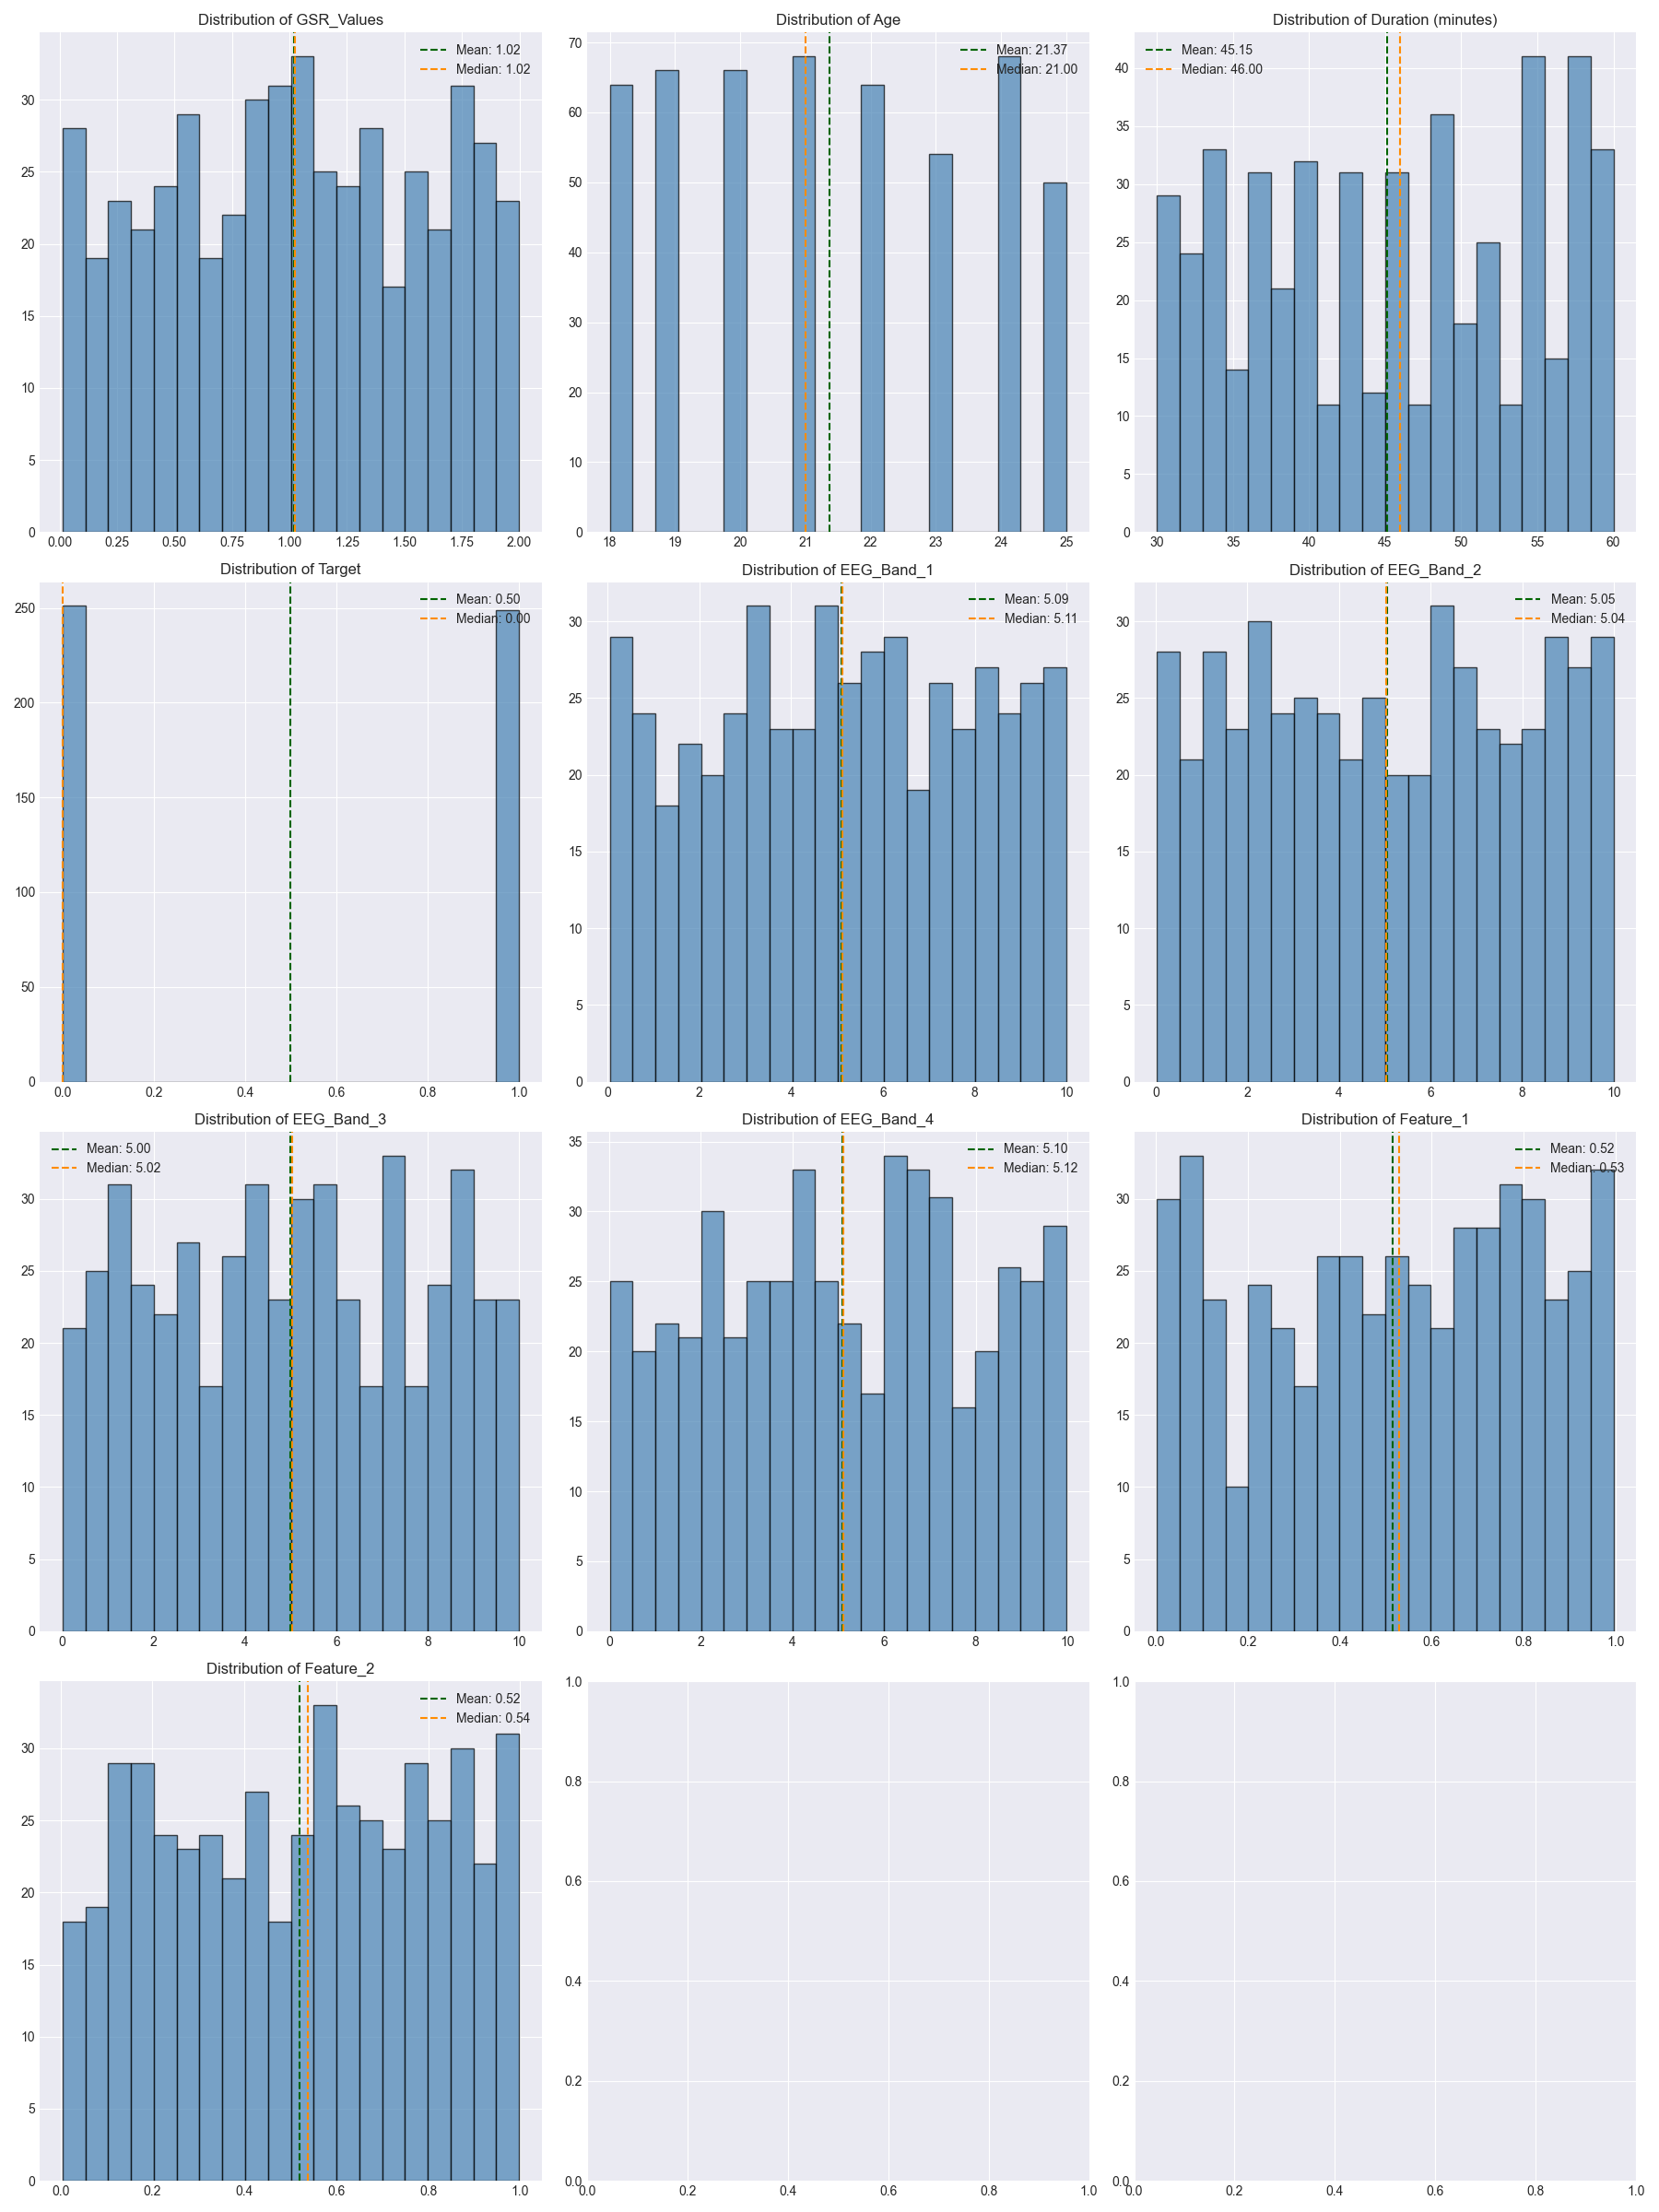 Distribution of GSR_Values
Mean: 1.02
Median: 1.02
30
25
20
15
10
5
0
0.00 0.25 0.50 0.75 1.00 1.25 1.50 1.75 2.00
Distribution of Age
Mean: 21.37
Median: 21.00
70
60
50
40
30
20
10
0
18 19 20 21 22 23 24 25
Distribution of Duration (minutes)
Mean: 45.15
Median: 46.00
40
35
30
25
20
15
10
5
0
30 35 40 45 50 55 60
Distribution of Target
Mean: 0.50
Median: 0.00
250
200
150
100
50
0
0.0 0.2 0.4 0.6 0.8 1.0
Distribution of EEG_Band_1
Mean: 5.09
Median: 5.11
30
25
20
15
10
5
0
0 2 4 6 8 10
Distribution of EEG_Band_2
Mean: 5.05
Median: 5.04
30
25
20
15
10
5
0
0 2 4 6 8 10
Distribution of EEG_Band_3
Mean: 5.00
Median: 5.02
30
25
20
15
10
5
0
0 2 4 6 8 10
Distribution of EEG_Band_4
Mean: 5.10
Median: 5.12
35
30
25
20
15
10
5
0
0 2 4 6 8 10
Distribution of Feature_1
Mean: 0.52
Median: 0.53
30
25
20
15
10
5
0
0.0 0.2 0.4 0.6 0.8 1.0
Distribution of Feature_2
Mean: 0.52
Median: 0.54
30
25
20
15
10
5
0
0.0 0.2 0.4 0.6 0.8 1.0
1.0
0.8
0.6
0.4
0.2
0.0
0.0 0.2 0.4 0.6 0.8 1.0
1.0
0.8
0.6
0.4
0.2
0.0
0.0 0.2 0.4 0.6 0.8 1.0